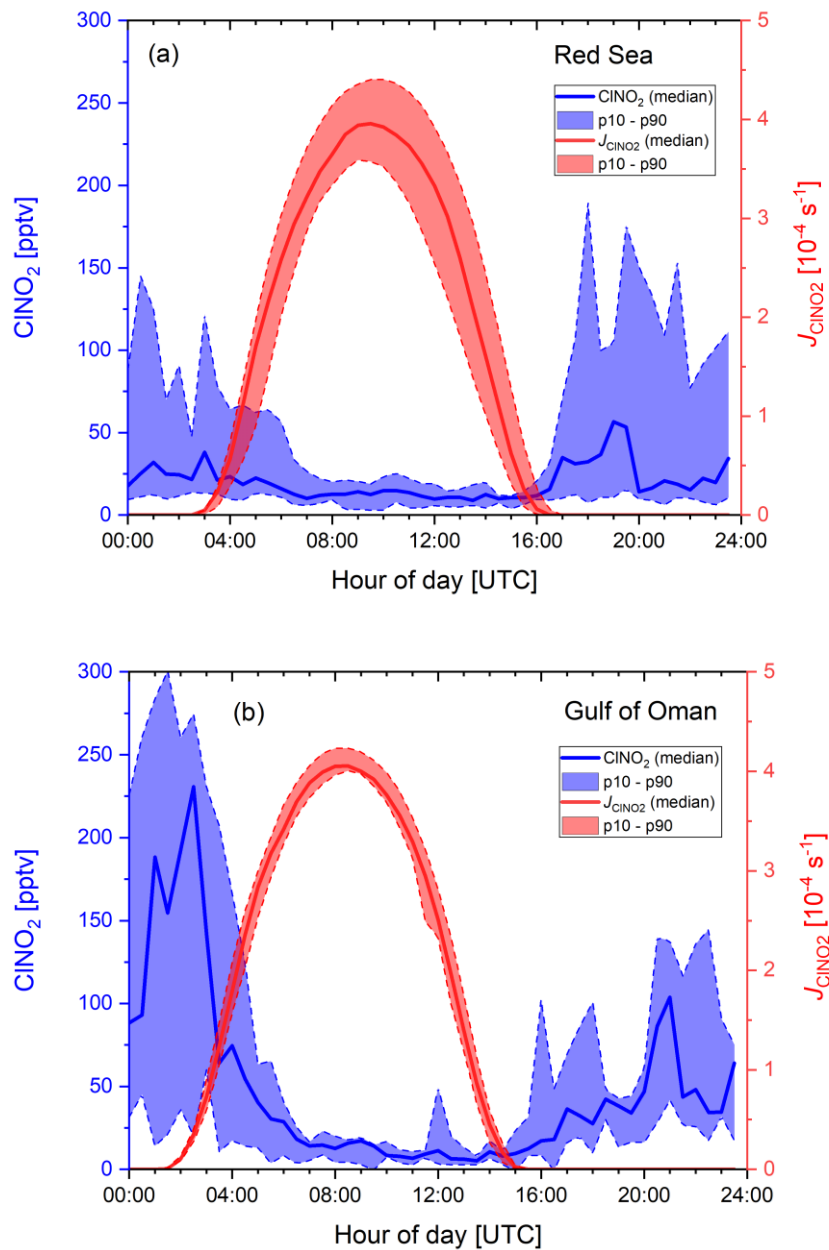 (a)
Red Sea
ClNO₂ (median)
p10 - p90
J_ClNO2 (median)
p10 - p90
300
250
200
150
100
50
0
ClNO₂ [pptv]
5
4
3
2
1
0
J_ClNO2 [10⁻⁴ s⁻¹]
00:00 04:00 08:00 12:00 16:00 20:00 24:00
Hour of day [UTC]
(b)
Gulf of Oman
ClNO₂ (median)
p10 - p90
J_ClNO2 (median)
p10 - p90
300
250
200
150
100
50
0
ClNO₂ [pptv]
5
4
3
2
1
0
J_ClNO2 [10⁻⁴ s⁻¹]
00:00 04:00 08:00 12:00 16:00 20:00 24:00
Hour of day [UTC]